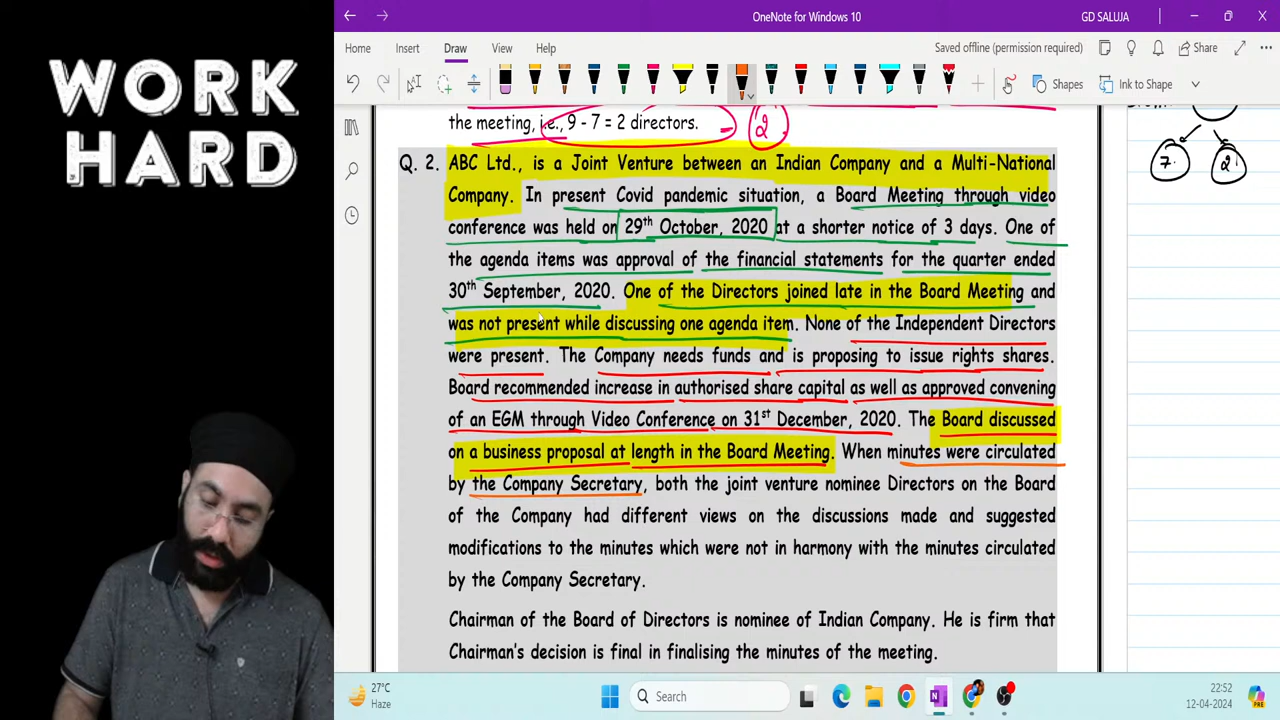 WORK
HARD
OneNote for Windows 10
GD SALUJA
Home Insert Draw View Help
Saved offline (permission required)
Share
Shapes
Ink to Shape
the meeting, i.e., 9 - 7 = 2 directors.
2
7
2
Q. 2. ABC Ltd., is a Joint Venture between an Indian Company and a Multi-National
Company. In present Covid pandemic situation, a Board Meeting through video
conference was held on 29th October, 2020 at a shorter notice of 3 days. One of
the agenda items was approval of the financial statements for the quarter ended
30th September, 2020. One of the Directors joined late in the Board Meeting and
was not present while discussing one agenda item. None of the Independent Directors
were present. The Company needs funds and is proposing to issue rights shares.
Board recommended increase in authorised share capital as well as approved convening
of an EGM through Video Conference on 31st December, 2020. The Board discussed
on a business proposal at length in the Board Meeting. When minutes were circulated
by the Company Secretary, both the joint venture nominee Directors on the Board
of the Company had different views on the discussions made and suggested
modifications to the minutes which were not in harmony with the minutes circulated
by the Company Secretary.
Chairman of the Board of Directors is nominee of Indian Company. He is firm that
Chairman's decision is final in finalising the minutes of the meeting.
27°C
Haze
Search
22:52
12-04-2024